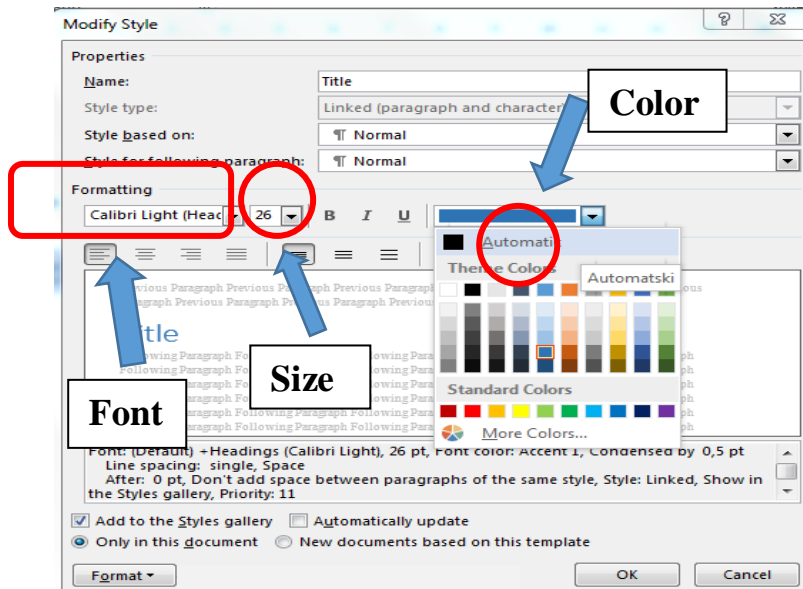 Modify Style
Properties
Name: Title
Style type: Linked (paragraph and character)
Color
Style based on: ¶ Normal
Style for following paragraph: ¶ Normal
Formatting
Calibri Light (Head 26 B I U
Automatic
Theme Colors
Automatski
Previous Paragraph Previous Paragraph Previous Paragraph
Paragraph Previous Paragraph Previous Paragraph Previous
Title
Following Paragraph Following Paragraph
Following Paragraph
Size
Standard Colors
Font
Paragraph Following Paragraph Following
More Colors...
Font: (Default) +Headings (Calibri Light), 26 pt, Font color: Accent 1, Condensed by 0,5 pt
Line spacing: single, Space
After: 0 pt, Don't add space between paragraphs of the same style, Style: Linked, Show in
the Styles gallery, Priority: 11
Add to the Styles gallery Automatically update
Only in this document New documents based on this template
Format OK Cancel